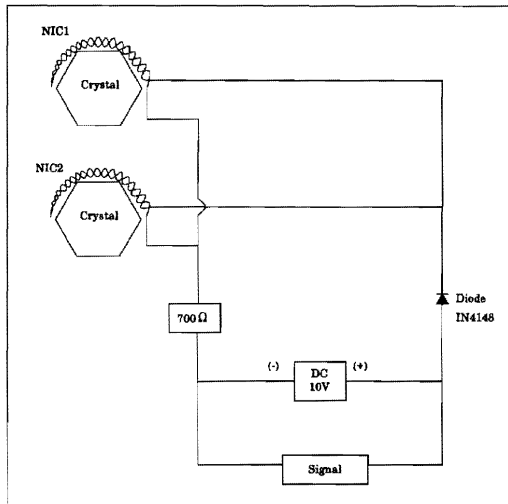 NIC1
Crystal
NIC2
Crystal
700Ω
Diode
IN4148
(-)
DC
10V
(+)
Signal